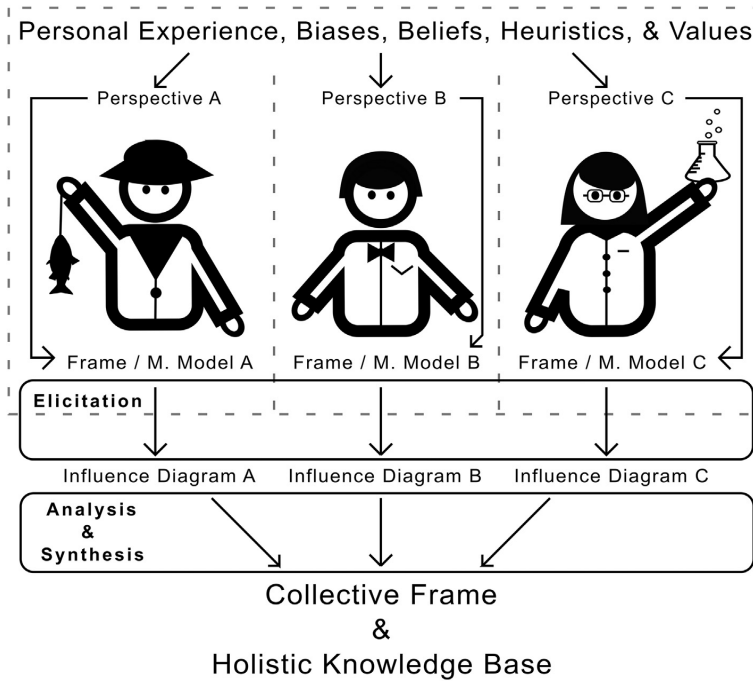 Personal Experience, Biases, Beliefs, Heuristics, & Values
Perspective A
Perspective B
Perspective C
Frame / M. Model A
Frame / M. Model B
Frame / M. Model C
Elicitation
Influence Diagram A
Influence Diagram B
Influence Diagram C
Analysis
&
Synthesis
Collective Frame
&
Holistic Knowledge Base